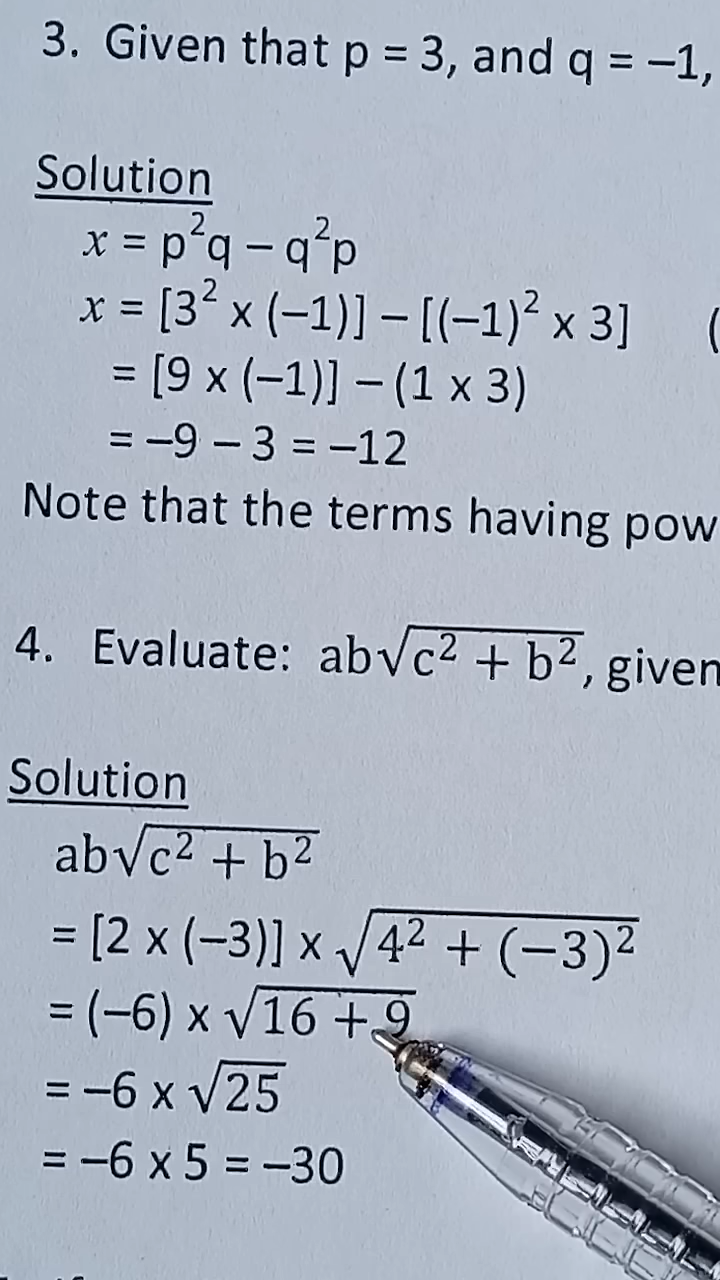 3. Given that p = 3, and q = –1,
Solution
x = p²q – q²p
x = [3² x (–1)] – [(–1)² x 3] (
= [9 x (–1)] – (1 x 3)
= –9 – 3 = –12
Note that the terms having pow
4. Evaluate: ab√(c² + b²), given
Solution
ab√(c² + b²)
= [2 x (–3)] x √(4² + (–3)²)
= (–6) x √(16 + 9)
= –6 x √25
= –6 x 5 = –30